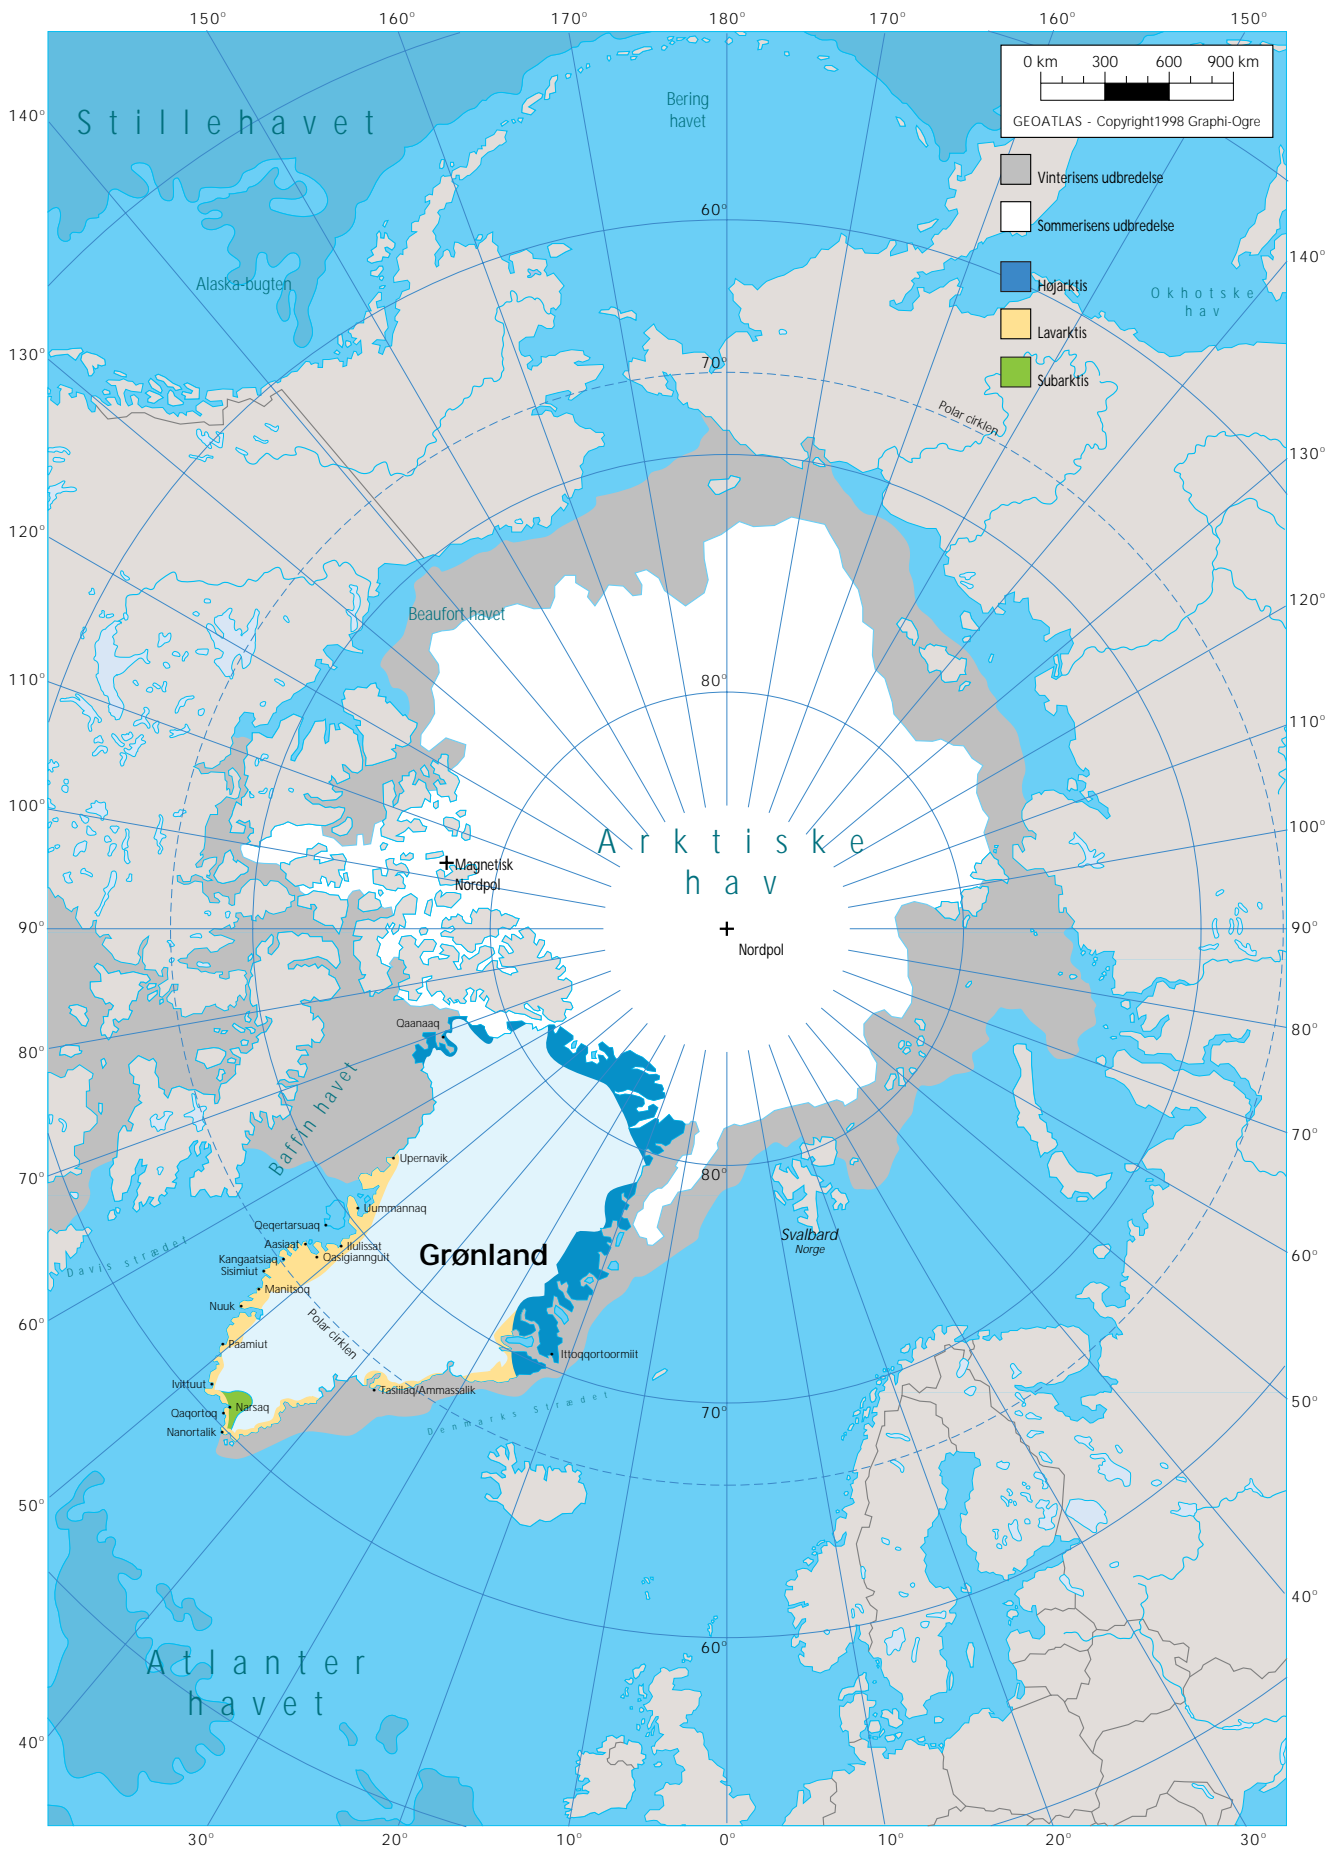 150°
160°
170°
180°
170°
160°
150°
0 km
300
600
900 km
GEOATLAS - Copyright1998 Graphi-Ogre
Bering
havet
Stillehavet
140°
Vinterisens udbredelse
60°
Sommerisens udbredelse
140°
Alaska-bugten
Højarktis
Okhotske
hav
Lavarktis
130°
70°
Subarktis
Polar cirklen
130°
120°
120°
Beaufort havet
110°
80°
110°
100°
100°
Arktiske
hav
Magnetisk
Nordpol
90°
90°
Nordpol
Qaanaaq
80°
80°
Baffin havet
70°
Upernavik
70°
80°
Uummannaq
Qeqertarsuaq
Svalbard
Norge
Davis strædet
Aasiaat
Ilulissat
Kangaatsiaq
Qasigiannguit
Grønland
60°
Sisimiut
Manitsoq
Nuuk
60°
Polar cirklen
Paamiut
Ittoqqortoormiit
Ivittuut
Tasiilaq/Ammassalik
Denmarks Stræd et
50°
Narsaq
Qaqortoq
70°
Nanortalik
50°
40°
60°
Atlanter
havet
40°
30°
20°
10°
0°
10°
20°
30°